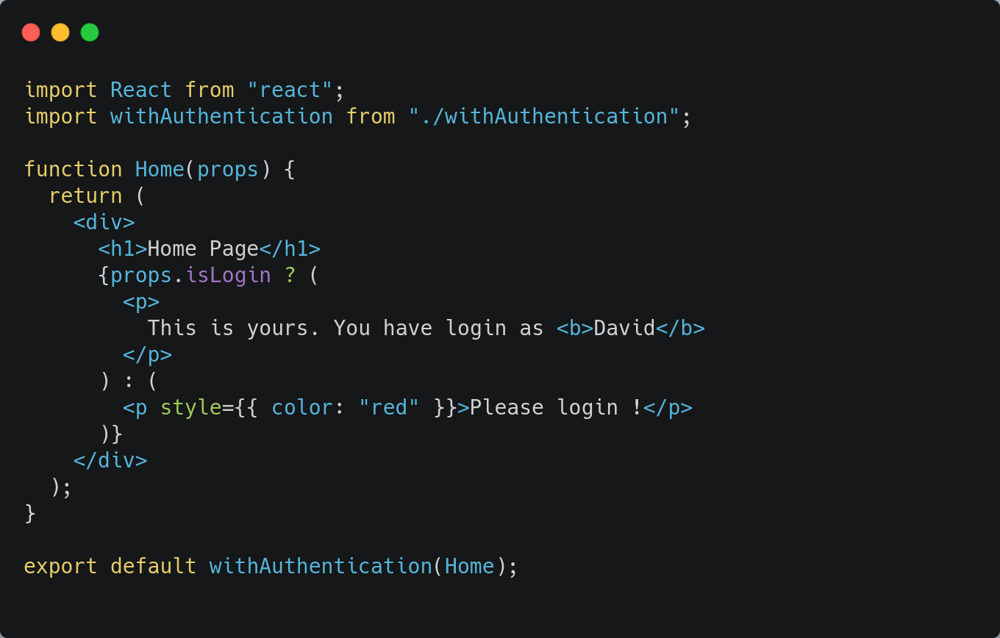 import React from "react";
import withAuthentication from "./withAuthentication";

function Home(props) {
  return (
    <div>
      <h1>Home Page</h1>
      {props.isLogin ? (
        <p>
          This is yours. You have login as <b>David</b>
        </p>
      ) : (
        <p style={{ color: "red" }}>Please login !</p>
      )}
    </div>
  );
}

export default withAuthentication(Home);